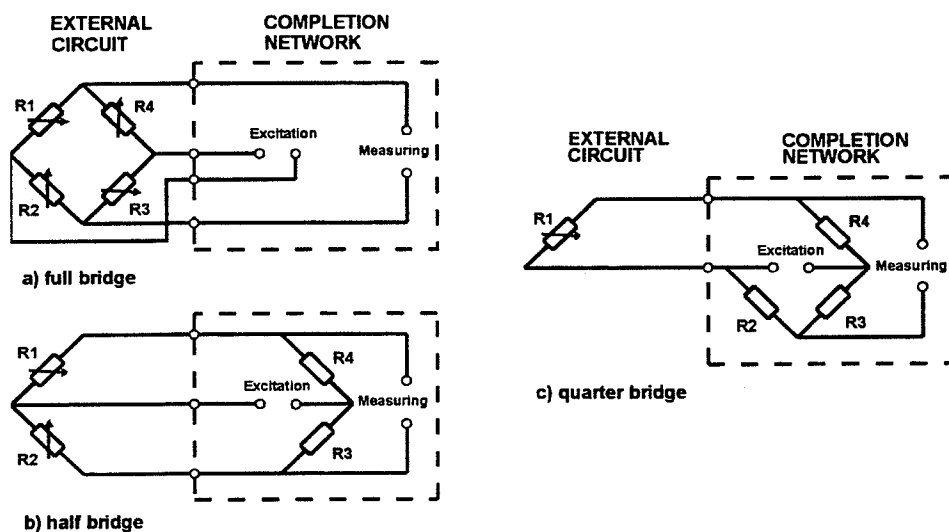 EXTERNAL
CIRCUIT
COMPLETION
NETWORK
R1
R4
Excitation
Measuring
R2
R3
a) full bridge
R1
R4
Excitation
Measuring
R2
R3
b) half bridge
EXTERNAL
CIRCUIT
COMPLETION
NETWORK
R1
R4
Excitation
Measuring
R2
R3
c) quarter bridge